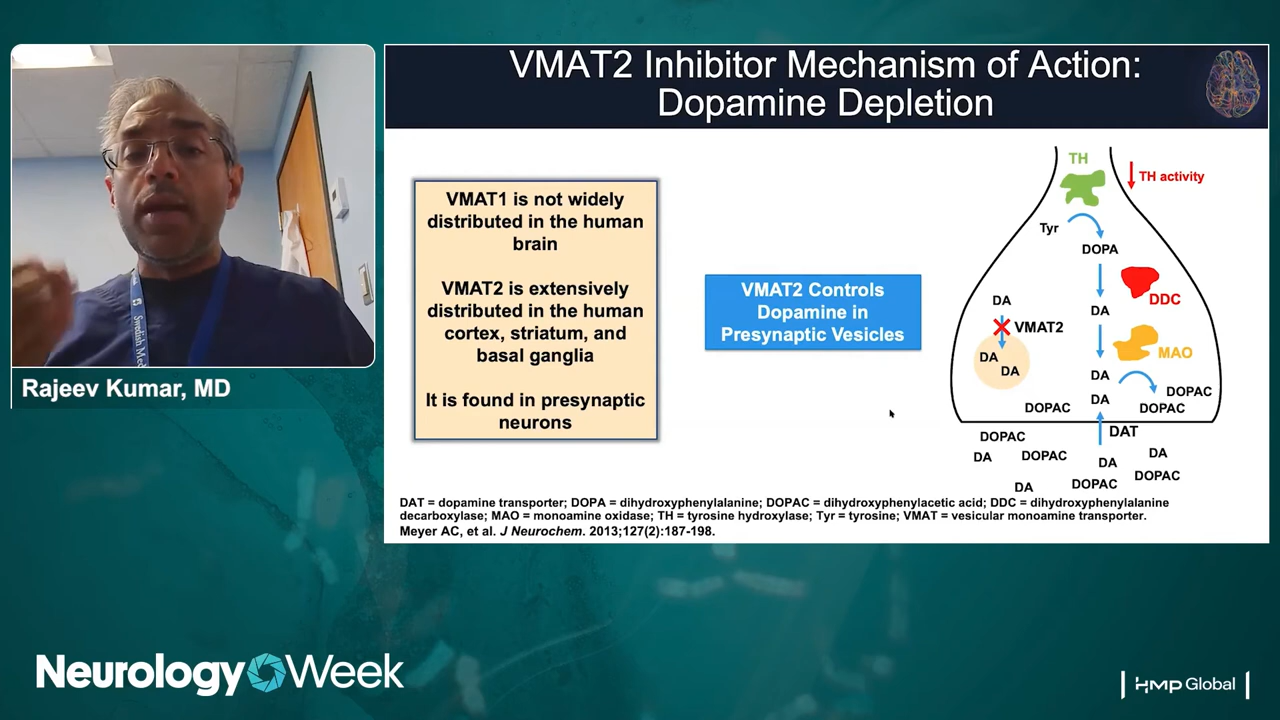 VMAT2 Inhibitor Mechanism of Action:
Dopamine Depletion
VMAT1 is not widely
distributed in the human
brain
VMAT2 is extensively
distributed in the human
cortex, striatum, and
basal ganglia
It is found in presynaptic
neurons
VMAT2 Controls
Dopamine in
Presynaptic Vesicles
TH
TH activity
Tyr
DOPA
DDC
DA
DA
VMAT2
MAO
DA
DA
DA
DA
DOPAC
DOPAC
DOPAC
DAT
DOPAC
DA
DOPAC
DA
DA
DOPAC
DOPAC
DA
DAT = dopamine transporter; DOPA = dihydroxyphenylalanine; DOPAC = dihydroxyphenylacetic acid; DDC = dihydroxyphenylalanine
decarboxylase; MAO = monoamine oxidase; TH = tyrosine hydroxylase; Tyr = tyrosine; VMAT = vesicular monoamine transporter.
Meyer AC, et al. J Neurochem. 2013;127(2):187-198.
Swedish Med
Rajeev Kumar, MD
Neurology Week
HMP Global